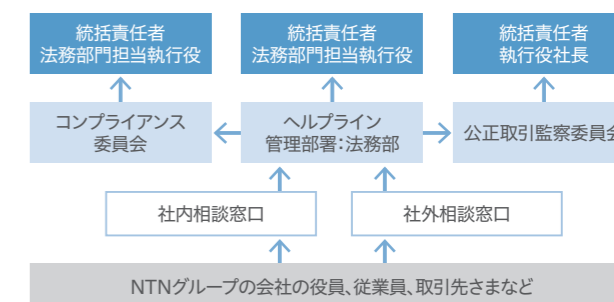 統括責任者
法務部門担当執行役
統括責任者
法務部門担当執行役
統括責任者
執行役社長
コンプライアンス
委員会
ヘルプライン
管理部署：法務部
公正取引監察委員会
社内相談窓口
社外相談窓口
NTNグループの会社の役員、従業員、取引先さまなど